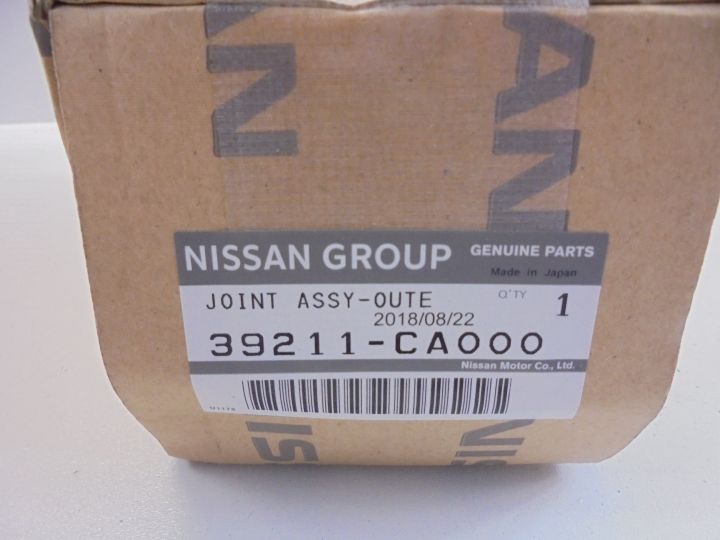 NISSAN GROUP GENUINE PARTS
Made in Japan
JOINT ASSY-OUTE Q'TY 1
2018/08/22
39211-CA000
Nissan Motor Co., Ltd.